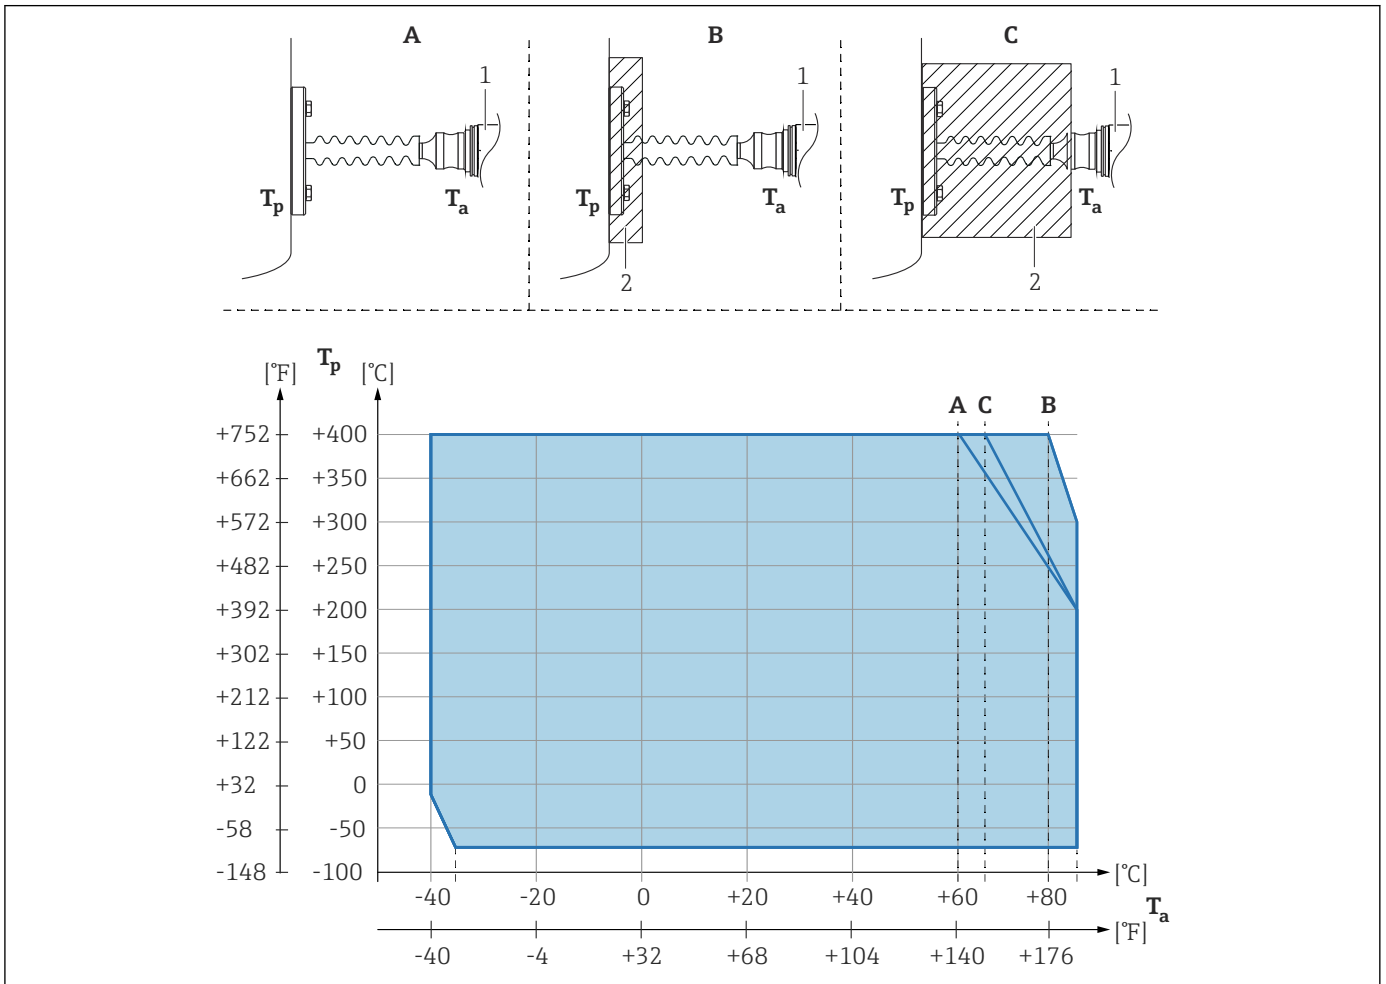 A B C
1 1 1
Tp Ta Tp Ta Tp Ta
2 2
Tp
[°F] [°C]
A C B
+752 +400
+662 +350
+572 +300
+482 +250
+392 +200
+302 +150
+212 +100
+122 +50
+32 0
-58 -50
-148 -100
[°C]
-40 -20 0 +20 +40 +60 +80
Ta
[°F]
-40 -4 +32 +68 +104 +140 +176